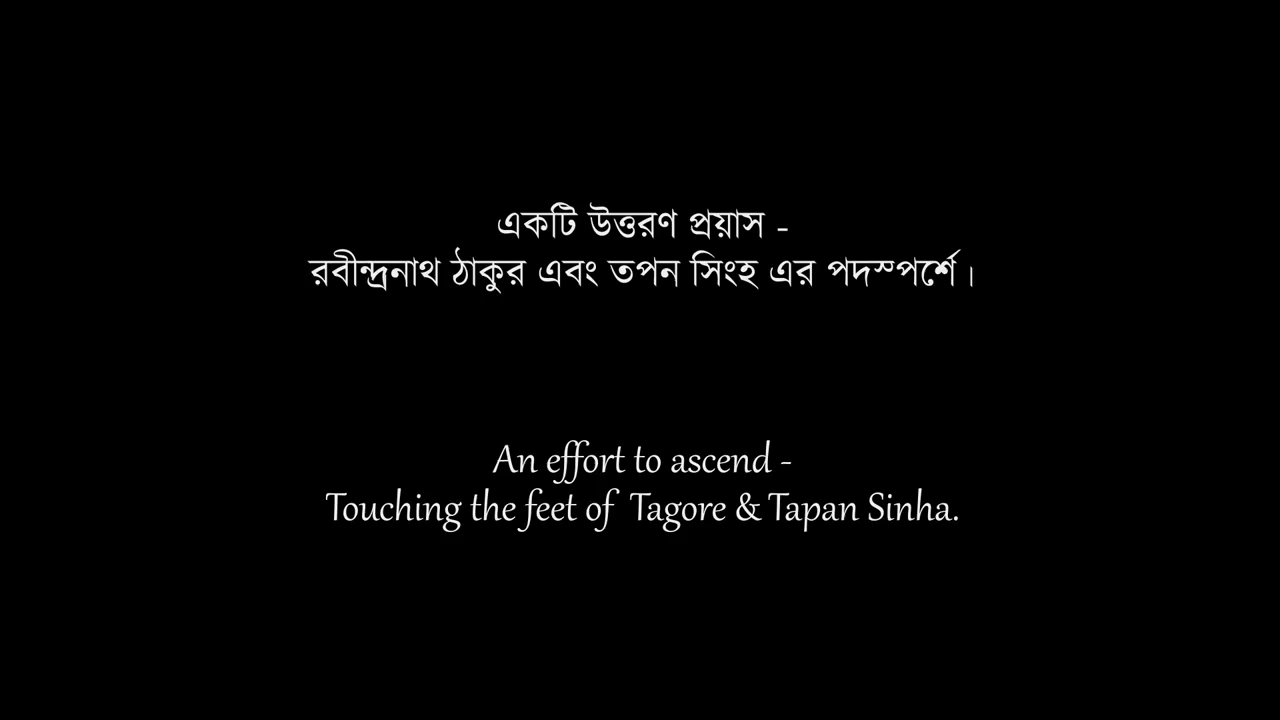 একটি উত্তরণ প্রয়াস -
রবীন্দ্রনাথ ঠাকুর এবং তপন সিংহ এর পদস্পর্শে।
An effort to ascend -
Touching the feet of Tagore & Tapan Sinha.